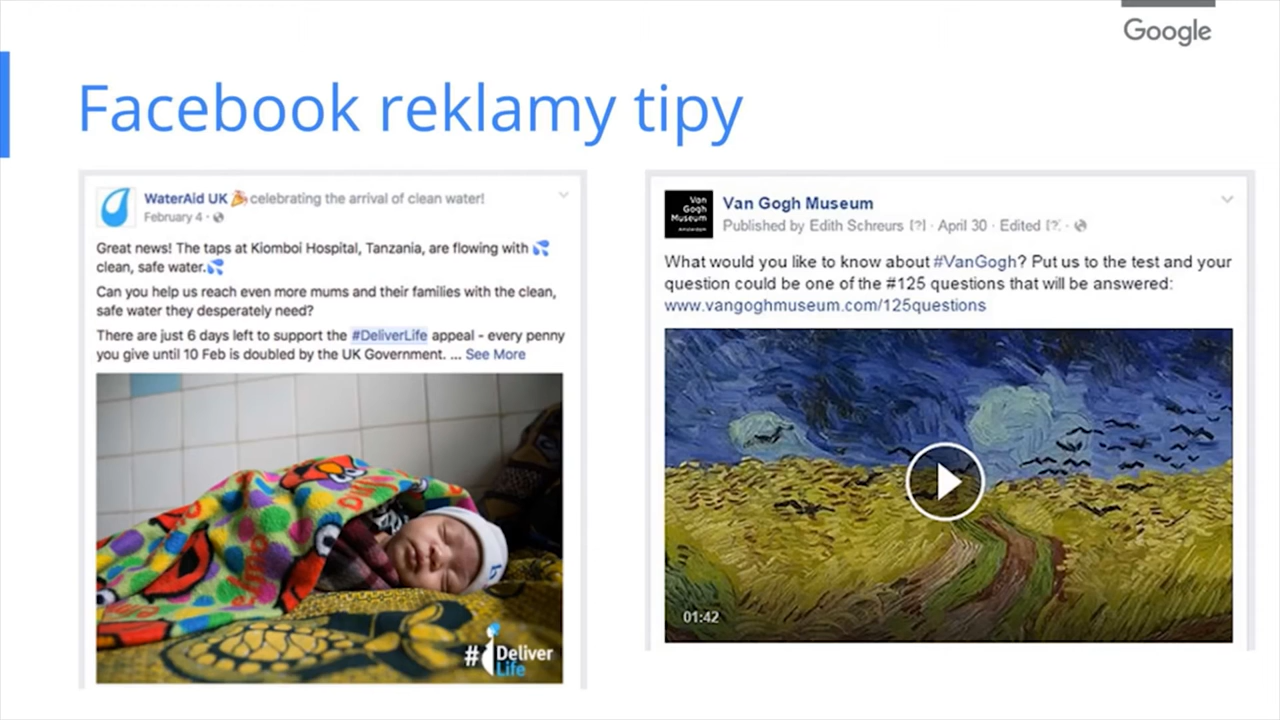 Google
Facebook reklamy tipy
WaterAid UK 🎉 celebrating the arrival of clean water!
February 4 ·
Great news! The taps at Kiomboi Hospital, Tanzania, are flowing with 💦
clean, safe water.💦
Can you help us reach even more mums and their families with the clean,
safe water they desperately need?
There are just 6 days left to support the #DeliverLife appeal - every penny
you give until 10 Feb is doubled by the UK Government. ... See More
# Deliver
Life
Van
Gogh
Museum
Amsterdam
Van Gogh Museum
Published by Edith Schreurs [?] · April 30 · Edited [?] ·
What would you like to know about #VanGogh? Put us to the test and your
question could be one of the #125 questions that will be answered:
www.vangoghmuseum.com/125questions
01:42